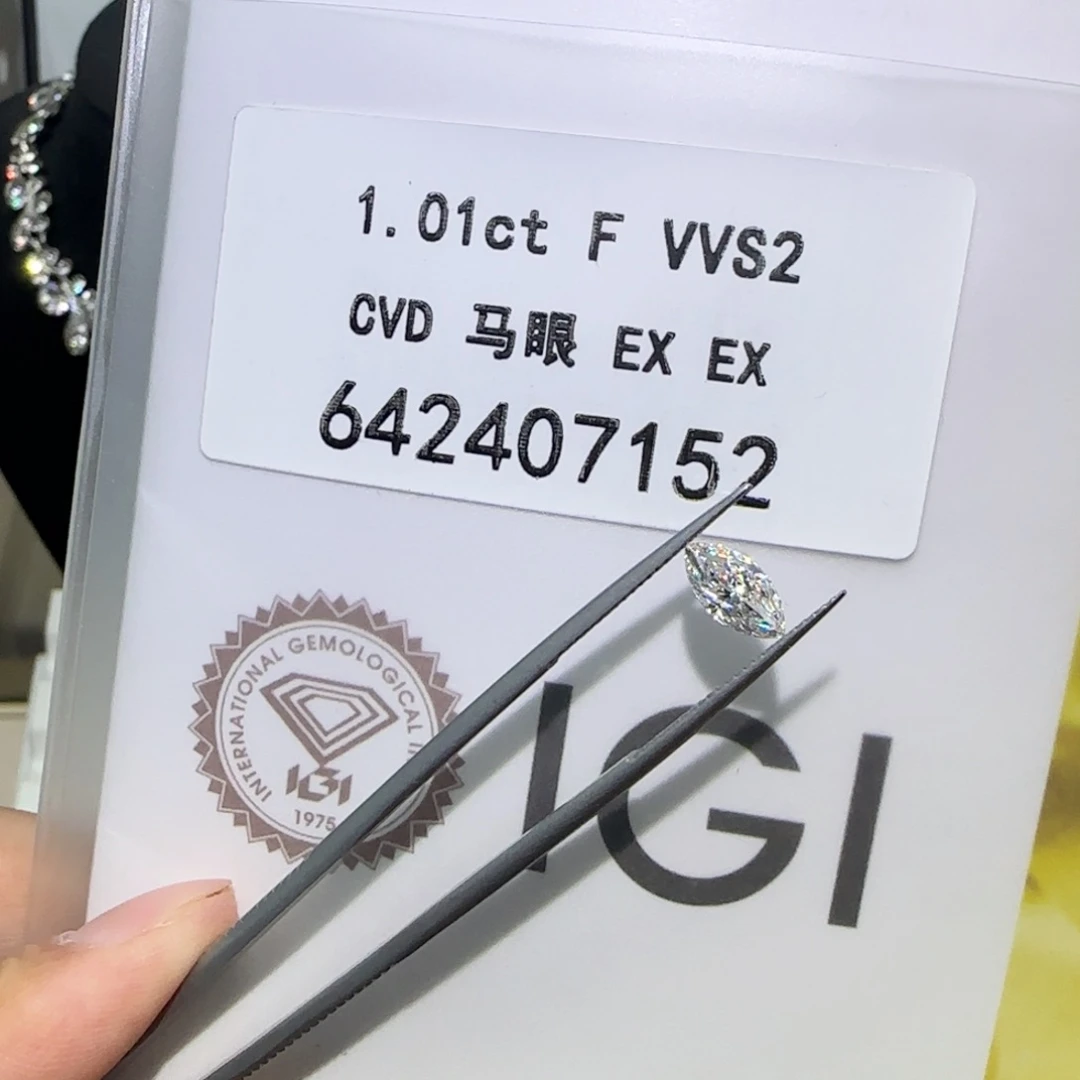 1.01ct F VVS2
CVD 马眼 EX EX
642407152
INTERNATIONAL GEMOLOGICAL
IGI
1975
IGI